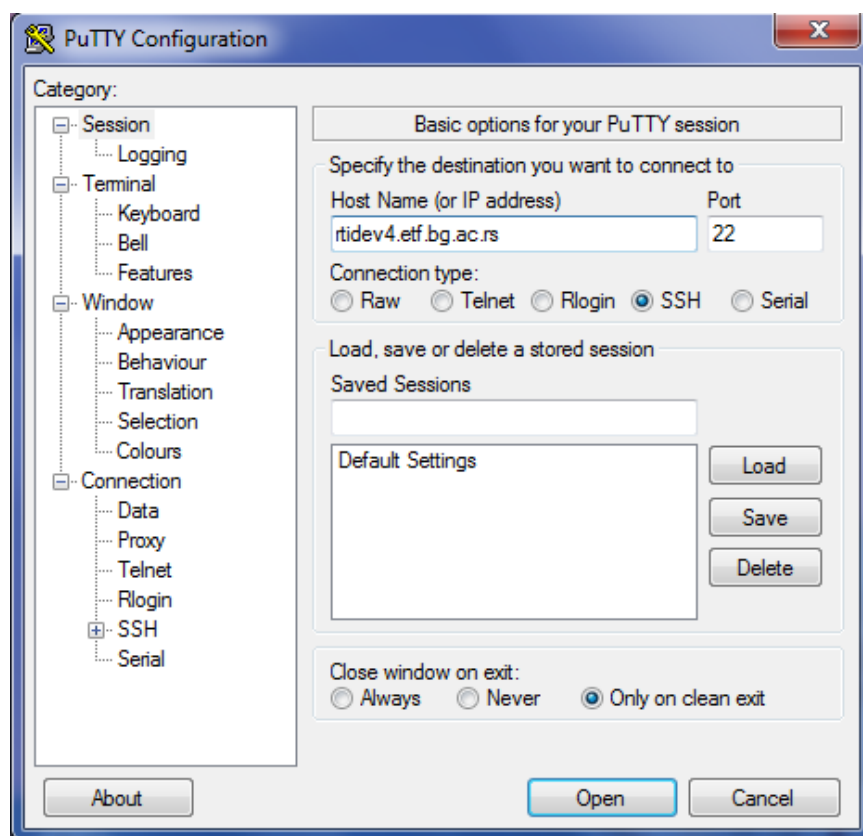 PuTTY Configuration
Category:
Session
Logging
Terminal
Keyboard
Bell
Features
Window
Appearance
Behaviour
Translation
Selection
Colours
Connection
Data
Proxy
Telnet
Rlogin
SSH
Serial
Basic options for your PuTTY session
Specify the destination you want to connect to
Host Name (or IP address) Port
rtidev4.etf.bg.ac.rs 22
Connection type:
Raw Telnet Rlogin SSH Serial
Load, save or delete a stored session
Saved Sessions
Default Settings
Load
Save
Delete
Close window on exit:
Always Never Only on clean exit
About Open Cancel